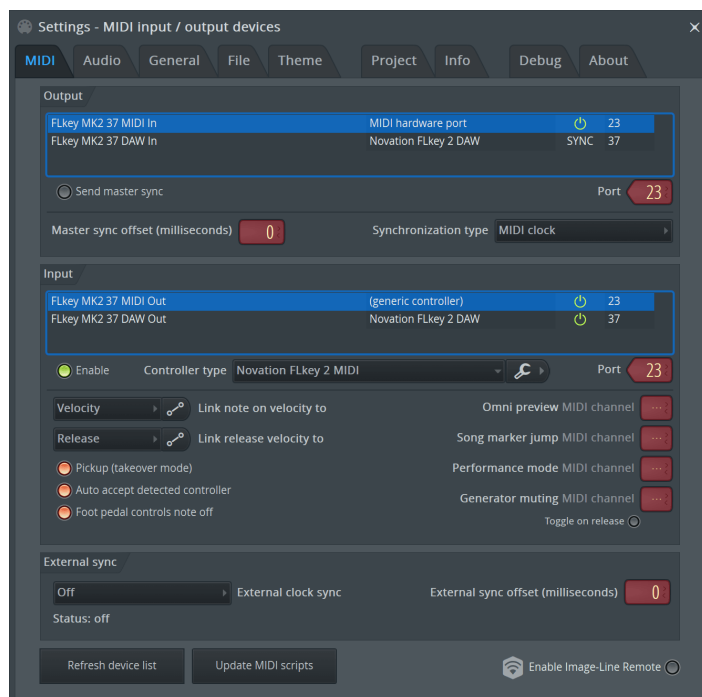 Settings - MIDI input / output devices
MIDI Audio General File Theme Project Info Debug About
Output
FLkey MK2 37 MIDI In MIDI hardware port 23
FLkey MK2 37 DAW In Novation FLkey 2 DAW SYNC 37
Send master sync Port 23
Master sync offset (milliseconds) 0 Synchronization type MIDI clock
Input
FLkey MK2 37 MIDI Out (generic controller) 23
FLkey MK2 37 DAW Out Novation FLkey 2 DAW 37
Enable Controller type Novation FLkey 2 MIDI Port 23
Velocity Link note on velocity to Omni preview MIDI channel ---
Release Link release velocity to Song marker jump MIDI channel ---
Pickup (takeover mode) Performance mode MIDI channel ---
Auto accept detected controller Generator muting MIDI channel ---
Foot pedal controls note off Toggle on release
External sync
Off External clock sync External sync offset (milliseconds) 0
Status: off
Refresh device list Update MIDI scripts Enable Image-Line Remote